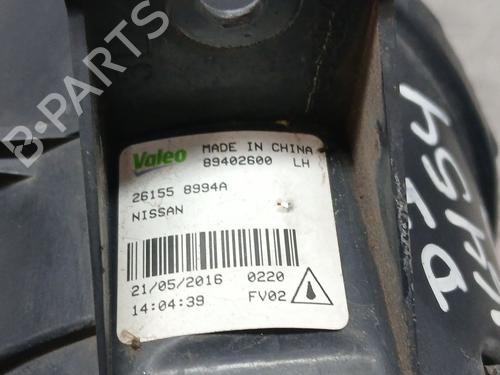 B-PARTS
Valeo MADE IN CHINA
89402600 LH
26155 8994A
NISSAN
21/05/2016 0220
14:04:39 FV02